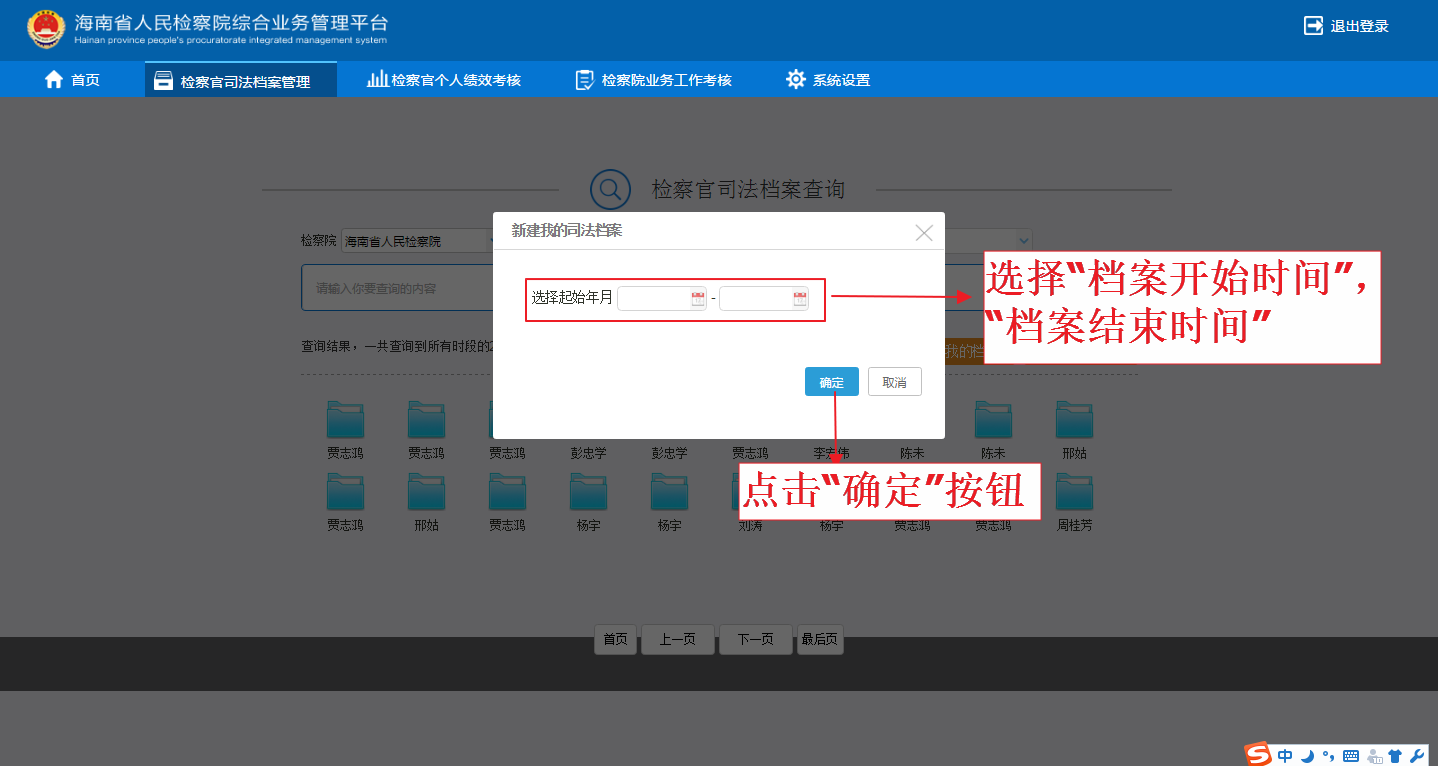 海南省人民检察院综合业务管理平台
Hainan province people's procuratorate integrated management system
退出登录
首页
检察官司法档案管理
检察官个人绩效考核
检察院业务工作考核
系统设置
检察官司法档案查询
新建我的司法档案
检察院 海南省人民检察院
选择起始年月 -
选择“档案开始时间”，
“档案结束时间”
请输入你要查询的内容
查询结果，一共查询到所有时段的
我的档
确定 取消
贾志鸿 贾志鸿 贾志鸿 彭忠学 彭忠学 贾志鸿 陈未 陈未 邢姑
点击“确定”按钮
贾志鸿 邢姑 贾志鸿 杨宇 杨宇 刘涛 杨宇 贾志鸿 贾志鸿 周桂芳
首页 上一页 下一页 最后页
中